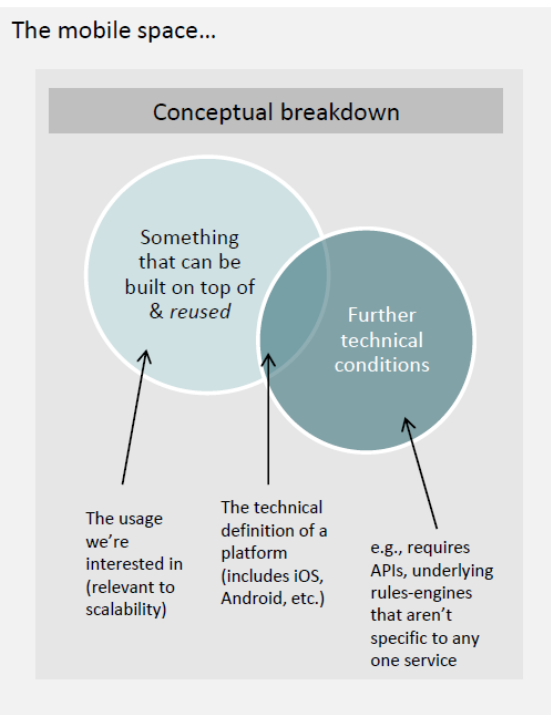 The mobile space…
Conceptual breakdown
Something
that can be
built on top of
& reused
Further
technical
conditions
The usage
we're
interested in
(relevant to
scalability)
The technical
definition of a
platform
(includes iOS,
Android, etc.)
e.g., requires
APIs, underlying
rules-engines
that aren't
specific to any
one service